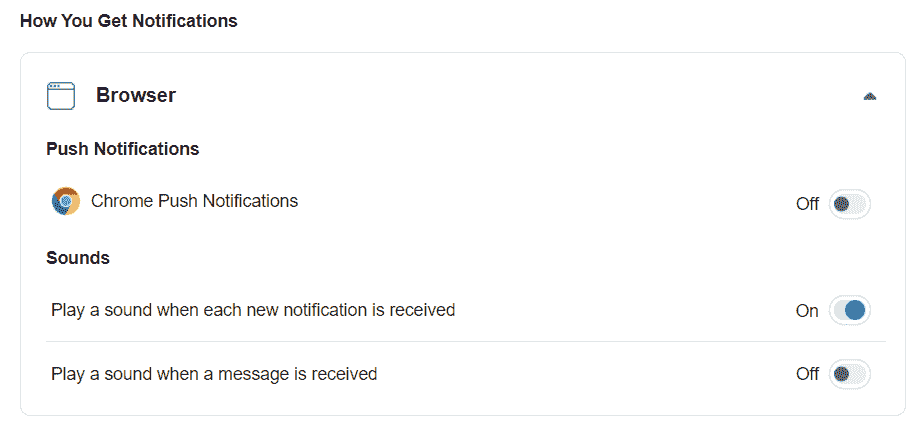 How You Get Notifications
Browser
Push Notifications
Chrome Push Notifications
Off
Sounds
Play a sound when each new notification is received
On
Play a sound when a message is received
Off